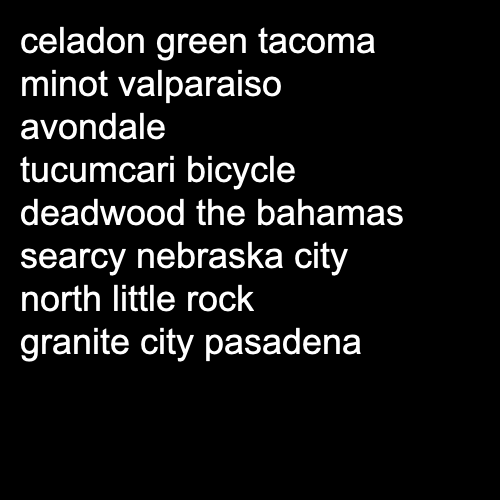 celadon green tacoma
minot valparaiso
avondale
tucumcari bicycle
deadwood the bahamas
searcy nebraska city
north little rock
granite city pasadena